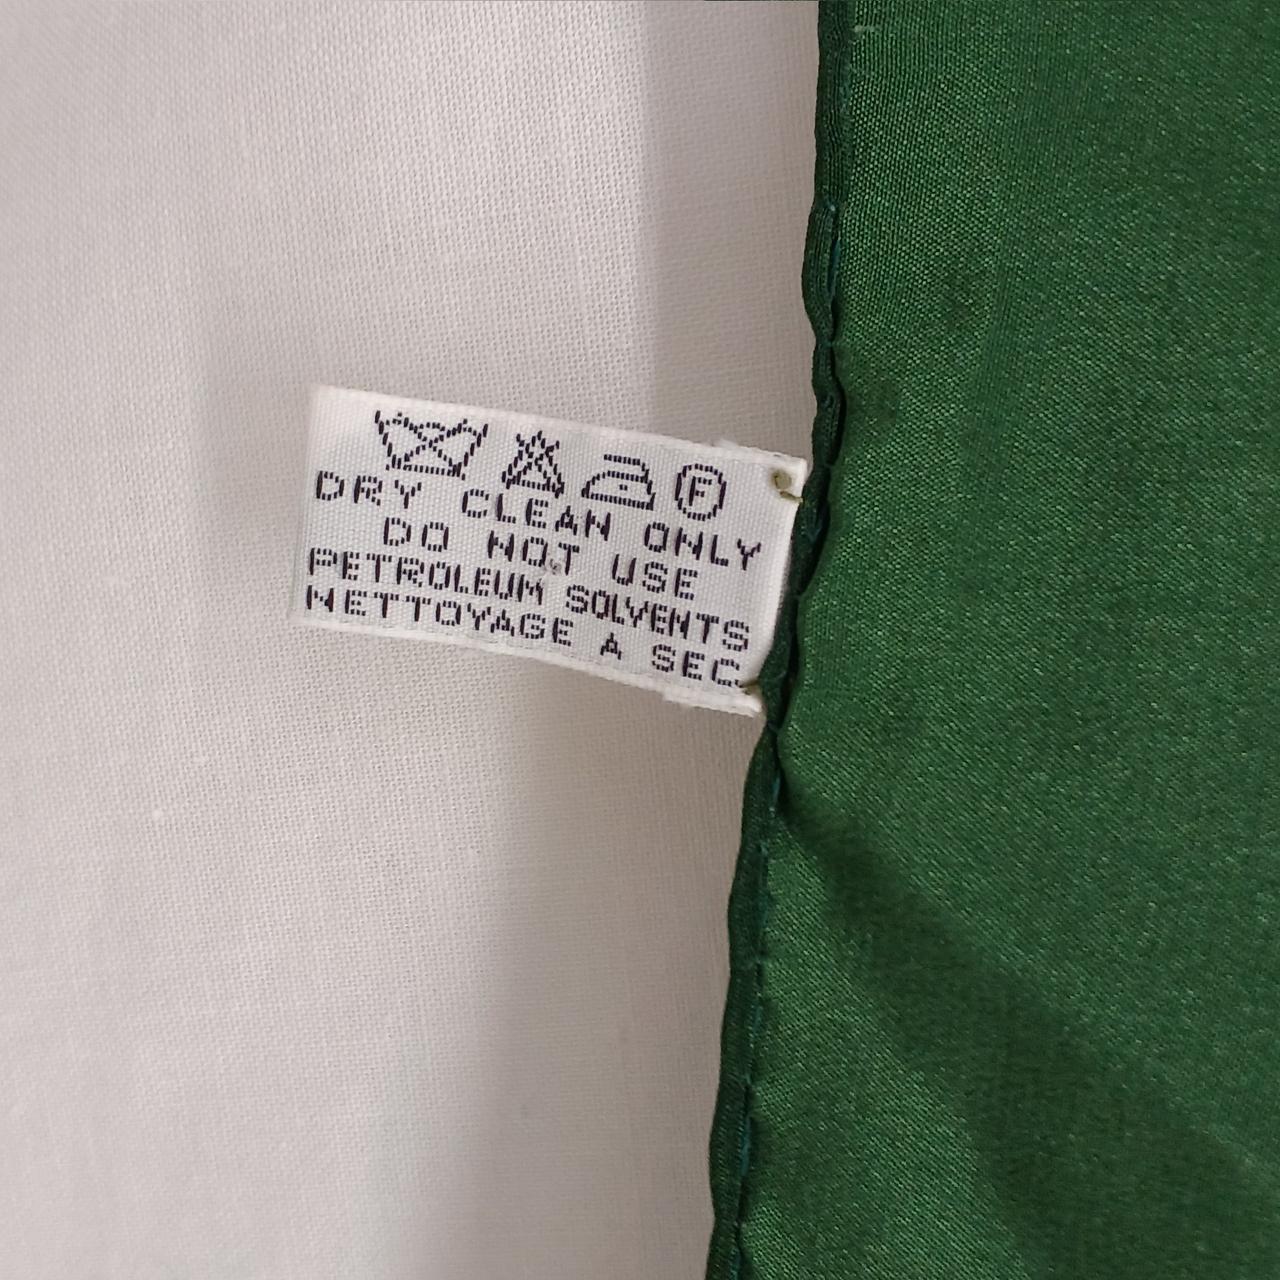 F
DRY CLEAN ONLY
DO NOT USE
PETROLEUM SOLVENTS
NETTOYAGE A SEC